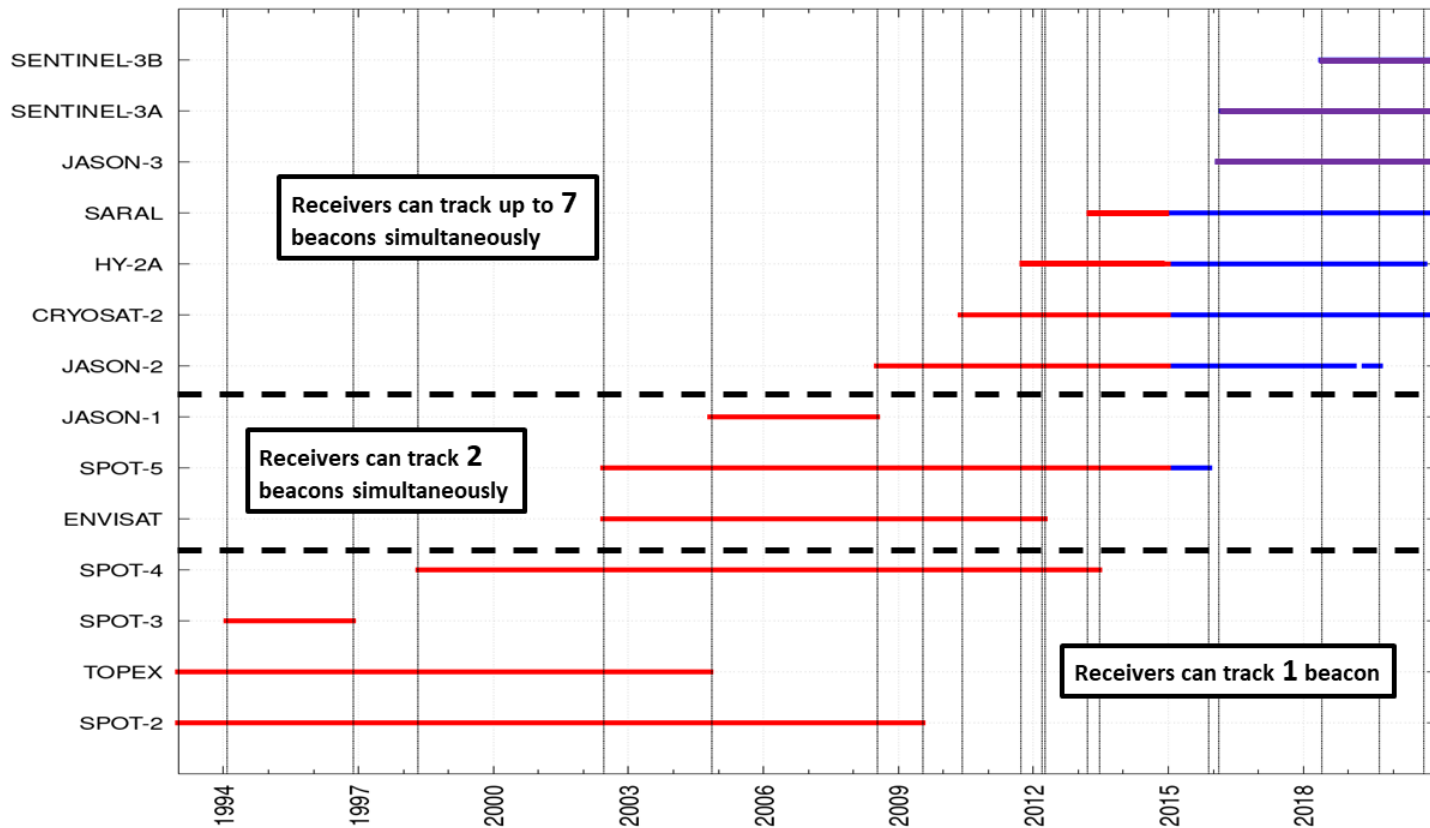 SENTINEL-3B
SENTINEL-3A
JASON-3
SARAL
HY-2A
CRYOSAT-2
JASON-2
JASON-1
SPOT-5
ENVISAT
SPOT-4
SPOT-3
TOPEX
SPOT-2
Receivers can track up to 7
beacons simultaneously
Receivers can track 2
beacons simultaneously
Receivers can track 1 beacon
1994
1997
2000
2003
2006
2009
2012
2015
2018